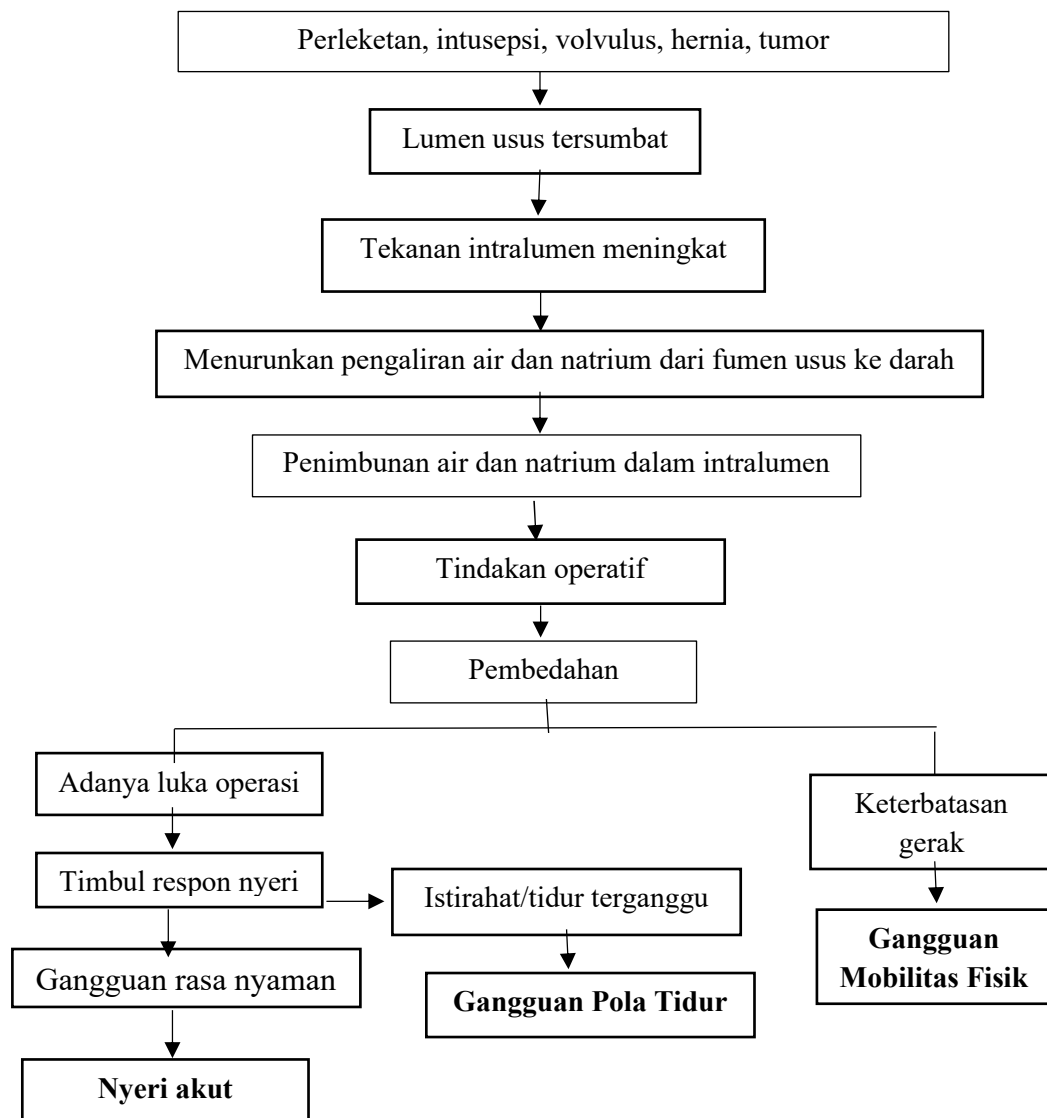 Perleketan, intusepsi, volvulus, hernia, tumor
Lumen usus tersumbat
Tekanan intralumen meningkat
Menurunkan pengaliran air dan natrium dari fumen usus ke darah
Penimbunan air dan natrium dalam intralumen
Tindakan operatif
Pembedahan
Adanya luka operasi
Keterbatasan
gerak
Timbul respon nyeri
Istirahat/tidur terganggu
Gangguan
Mobilitas Fisik
Gangguan rasa nyaman
Gangguan Pola Tidur
Nyeri akut